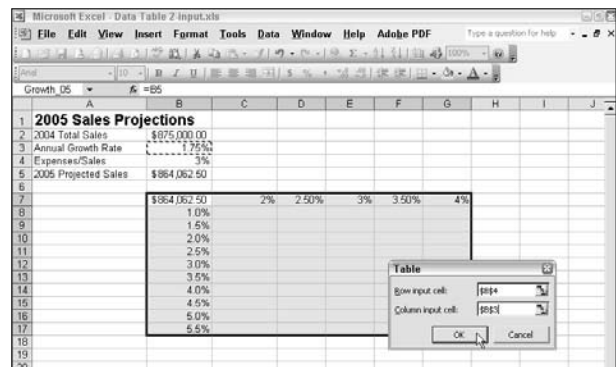 Microsoft Excel - Data Table 2-input.xls
File Edit View Insert Format Tools Data Window Help Adobe PDF Type a question for help
Arial 10 B I U $ %
Growth_05 fx =B5
A B C D E F G H I J
1 2005 Sales Projections
2 2004 Total Sales $875,000.00
3 Annual Growth Rate 1.75%
4 Expenses/Sales 3%
5 2005 Projected Sales $864,062.50
6
7 $864,062.50 2% 2.50% 3% 3.50% 4%
8 1.0%
9 1.5%
10 2.0%
11 2.5%
12 3.0%
13 3.5%
14 4.0%
15 4.5%
16 5.0%
17 5.5%
18
19
20
Table
Row input cell: $B$4
Column input cell: $B$3
OK Cancel